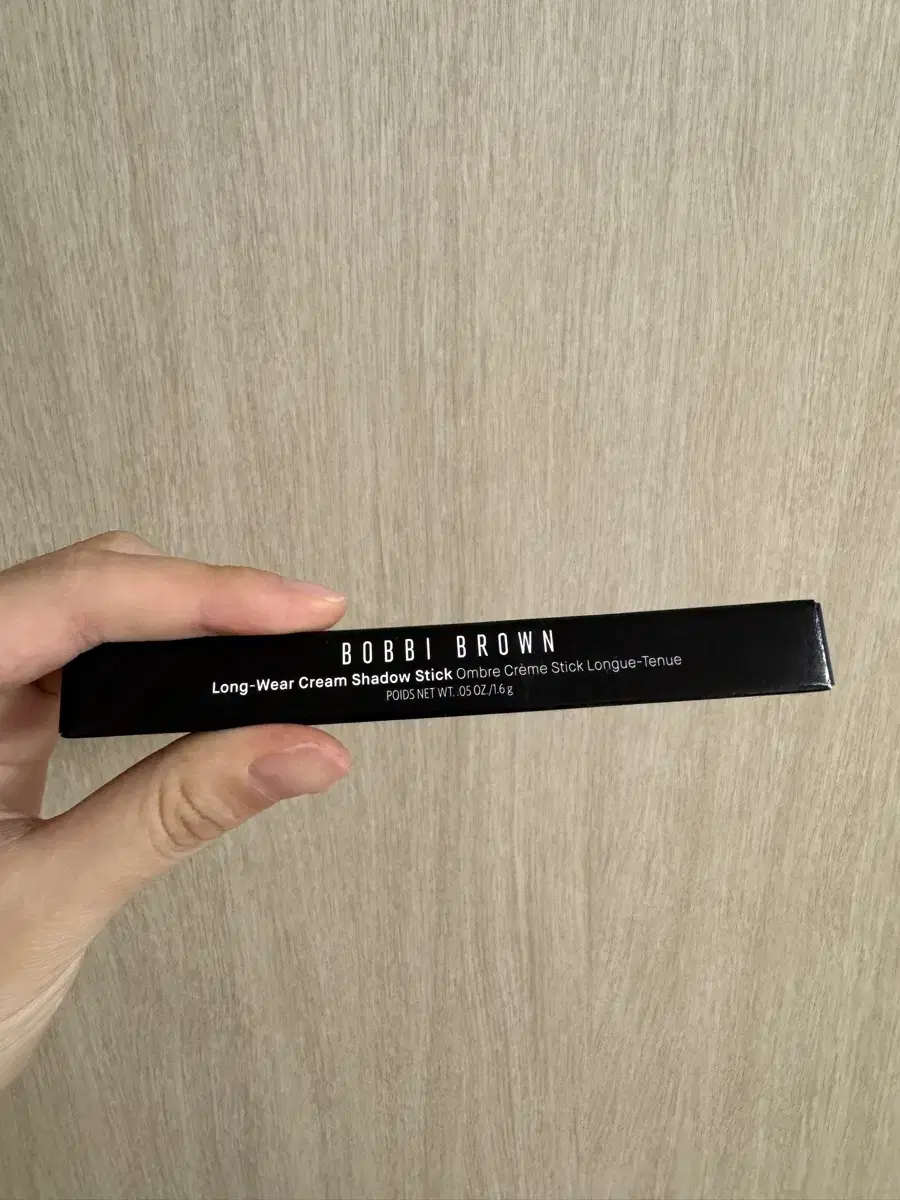 BOBBI BROWN
Long-Wear Cream Shadow Stick Ombre Crème Stick Longue-Tenue
POIDS NET WT. .05 OZ./1.6 g